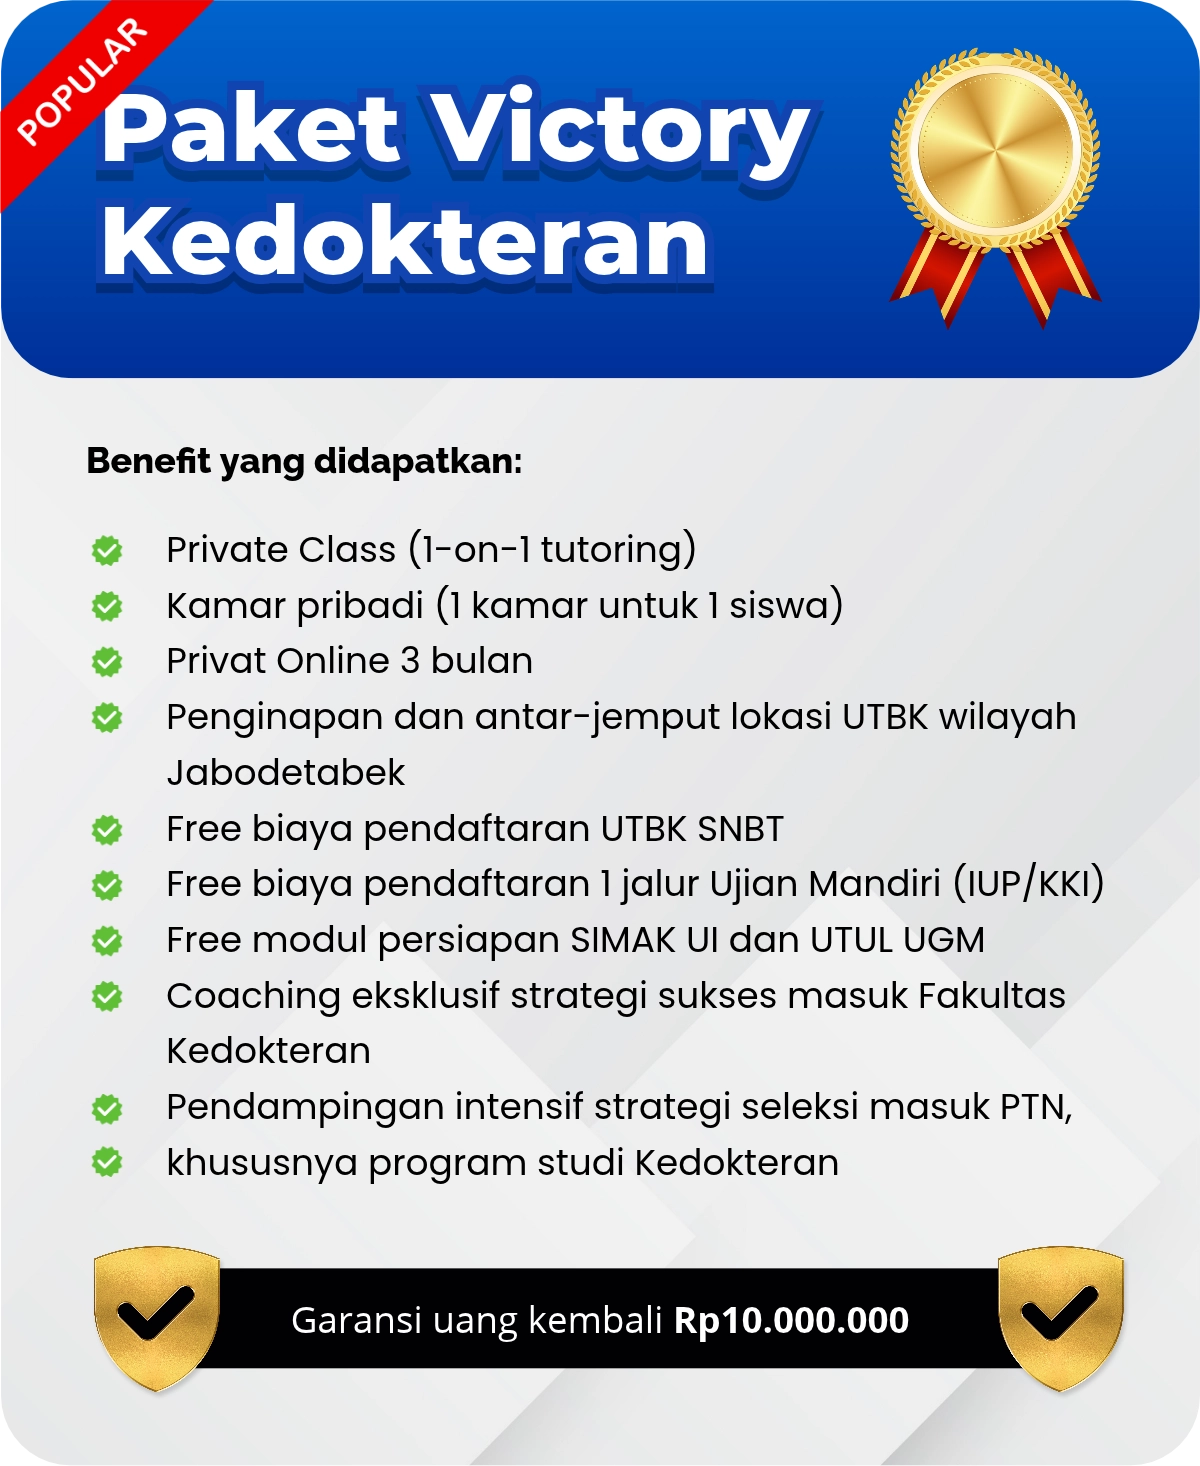 POPULAR
Paket Victory
Kedokteran
Benefit yang didapatkan:
Private Class (1-on-1 tutoring)
Kamar pribadi (1 kamar untuk 1 siswa)
Privat Online 3 bulan
Penginapan dan antar-jemput lokasi UTBK wilayah
Jabodetabek
Free biaya pendaftaran UTBK SNBT
Free biaya pendaftaran 1 jalur Ujian Mandiri (IUP/KKI)
Free modul persiapan SIMAK UI dan UTUL UGM
Coaching eksklusif strategi sukses masuk Fakultas
Kedokteran
Pendampingan intensif strategi seleksi masuk PTN,
khususnya program studi Kedokteran
Garansi uang kembali Rp10.000.000